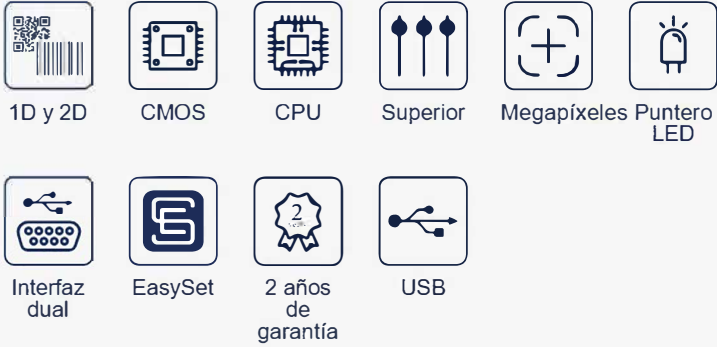 1D y 2D
CMOS
CPU
Superior
Megapíxeles
Puntero
LED
2
Interfaz
dual
EasySet
2 años
de
garantía
USB